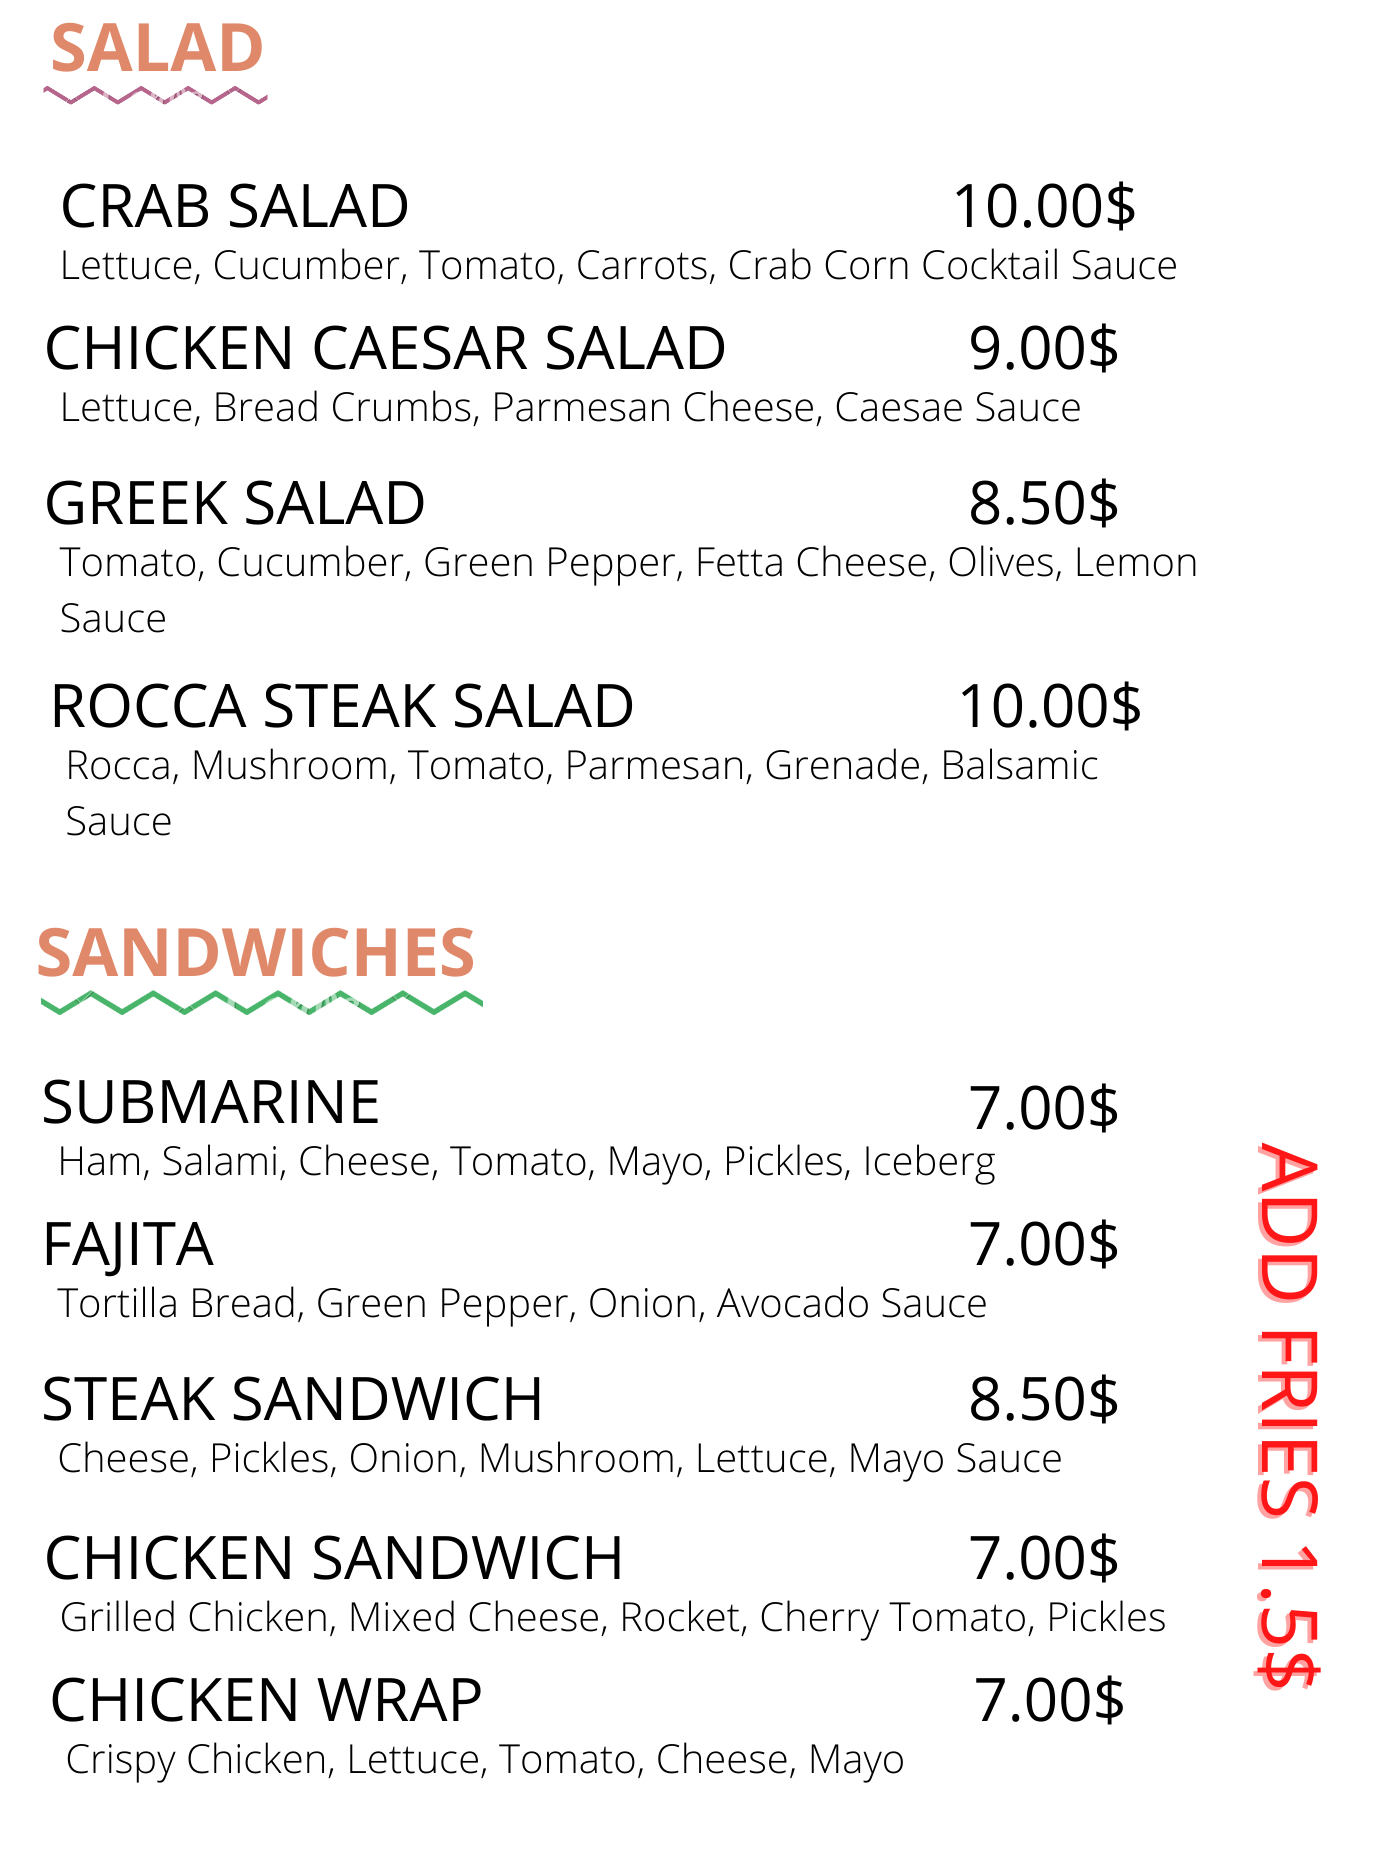 SALAD
CRAB SALAD 10.00$
Lettuce, Cucumber, Tomato, Carrots, Crab Corn Cocktail Sauce
CHICKEN CAESAR SALAD 9.00$
Lettuce, Bread Crumbs, Parmesan Cheese, Caesae Sauce
GREEK SALAD 8.50$
Tomato, Cucumber, Green Pepper, Fetta Cheese, Olives, Lemon
Sauce
ROCCA STEAK SALAD 10.00$
Rocca, Mushroom, Tomato, Parmesan, Grenade, Balsamic
Sauce
SANDWICHES
SUBMARINE 7.00$
Ham, Salami, Cheese, Tomato, Mayo, Pickles, Iceberg
FAJITA 7.00$
Tortilla Bread, Green Pepper, Onion, Avocado Sauce
STEAK SANDWICH 8.50$
Cheese, Pickles, Onion, Mushroom, Lettuce, Mayo Sauce
CHICKEN SANDWICH 7.00$
Grilled Chicken, Mixed Cheese, Rocket, Cherry Tomato, Pickles
CHICKEN WRAP 7.00$
Crispy Chicken, Lettuce, Tomato, Cheese, Mayo
ADD FRIES 1.5$